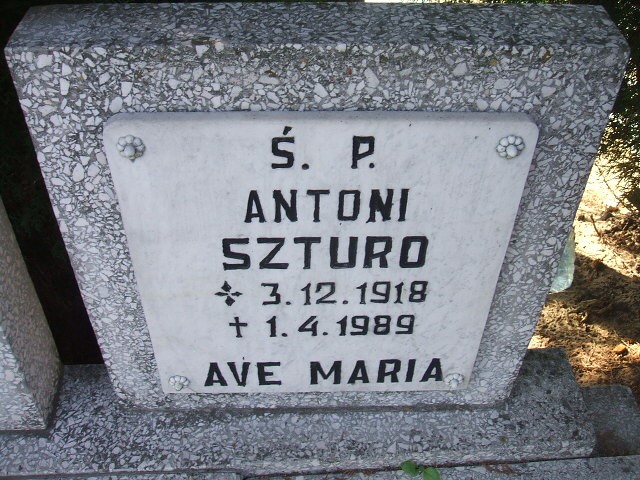 Ś. P.
ANTONI
SZTURO
3.12.1918
† 1.4.1989
AVE MARIA